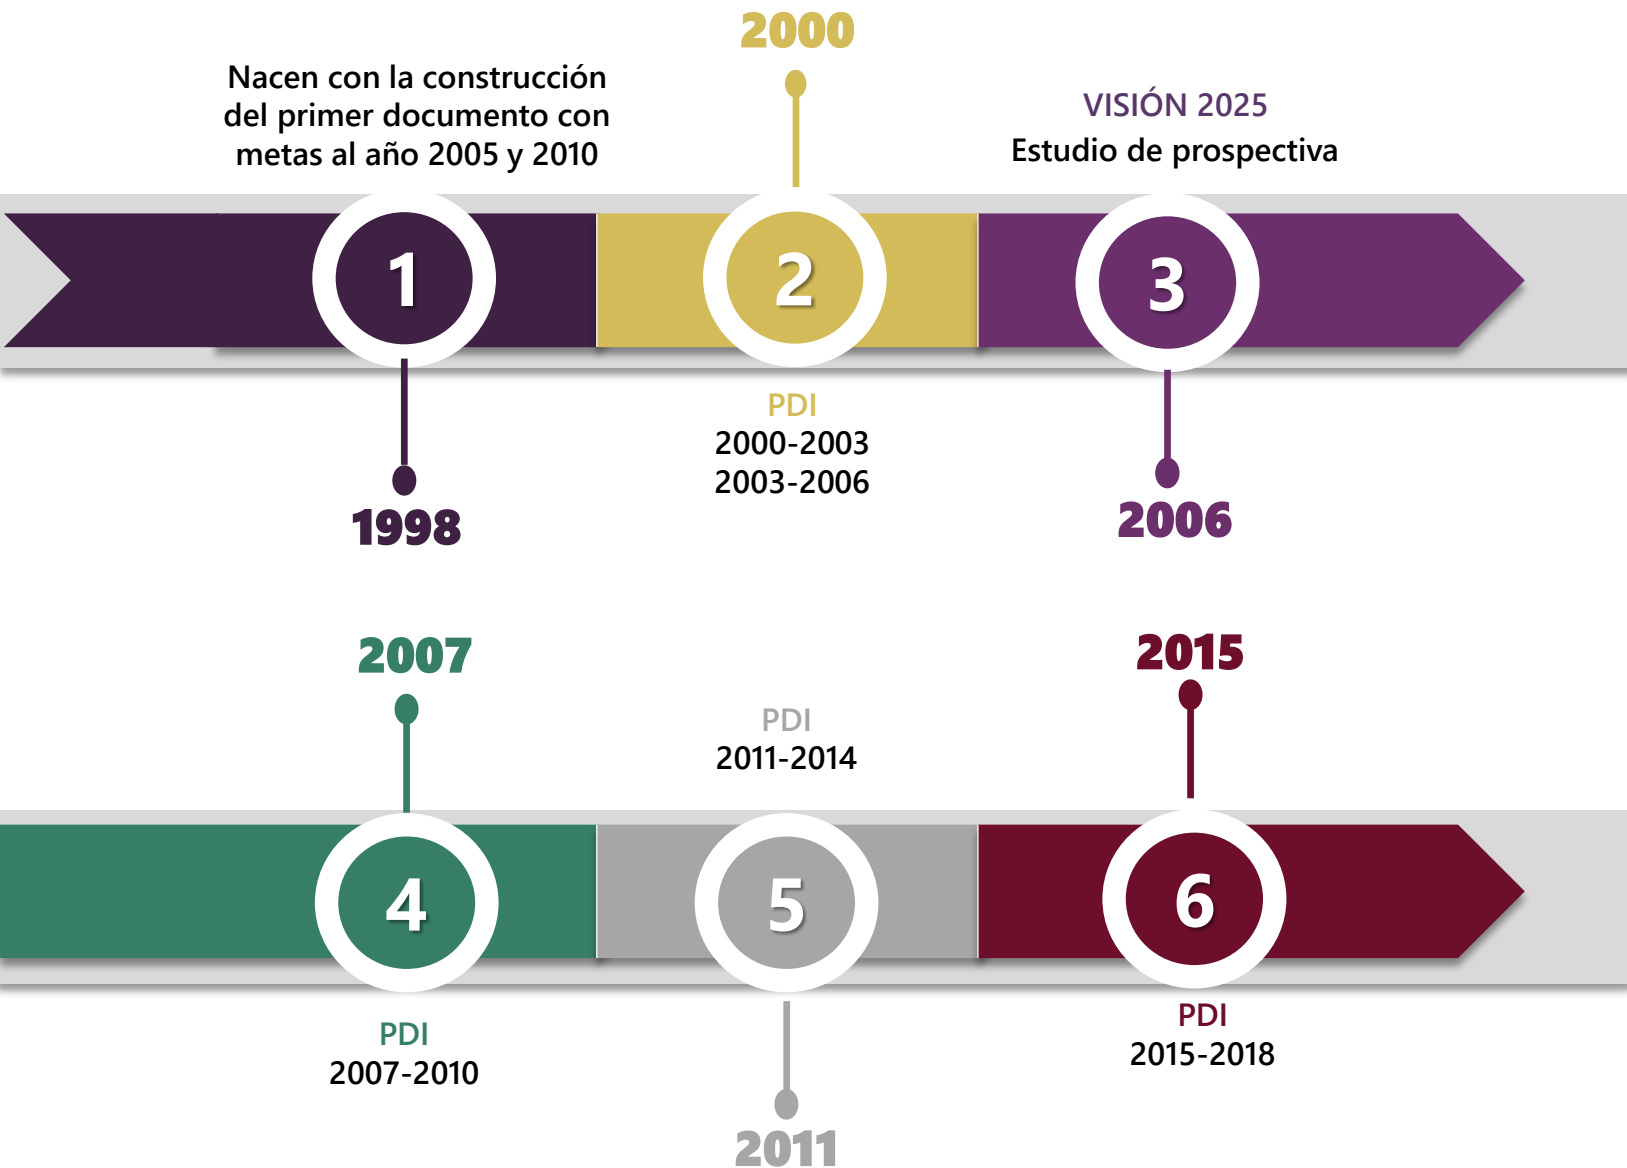 2000
Nacen con la construcción
del primer documento con
metas al año 2005 y 2010
VISIÓN 2025
Estudio de prospectiva
1
2
3
PDI
2000-2003
2003-2006
1998
2006
2007
2015
PDI
2011-2014
4
5
6
PDI
2007-2010
PDI
2015-2018
2011